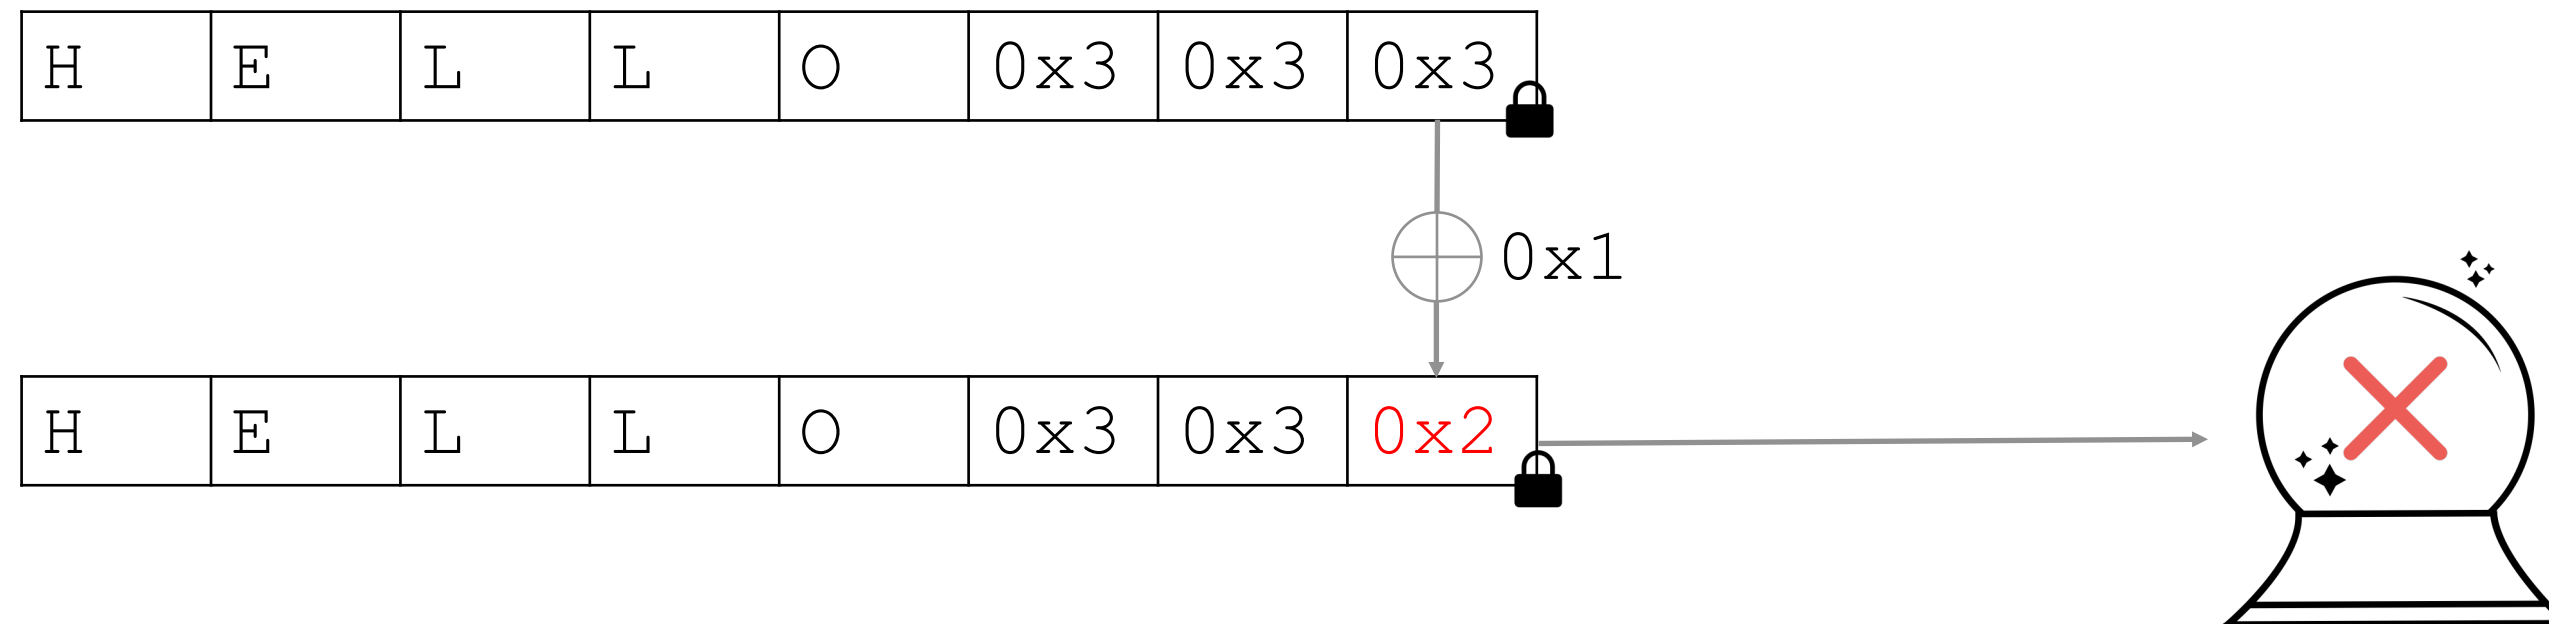 H E L L O 0x3 0x3 0x3
0x1
H E L L O 0x3 0x3 0x2